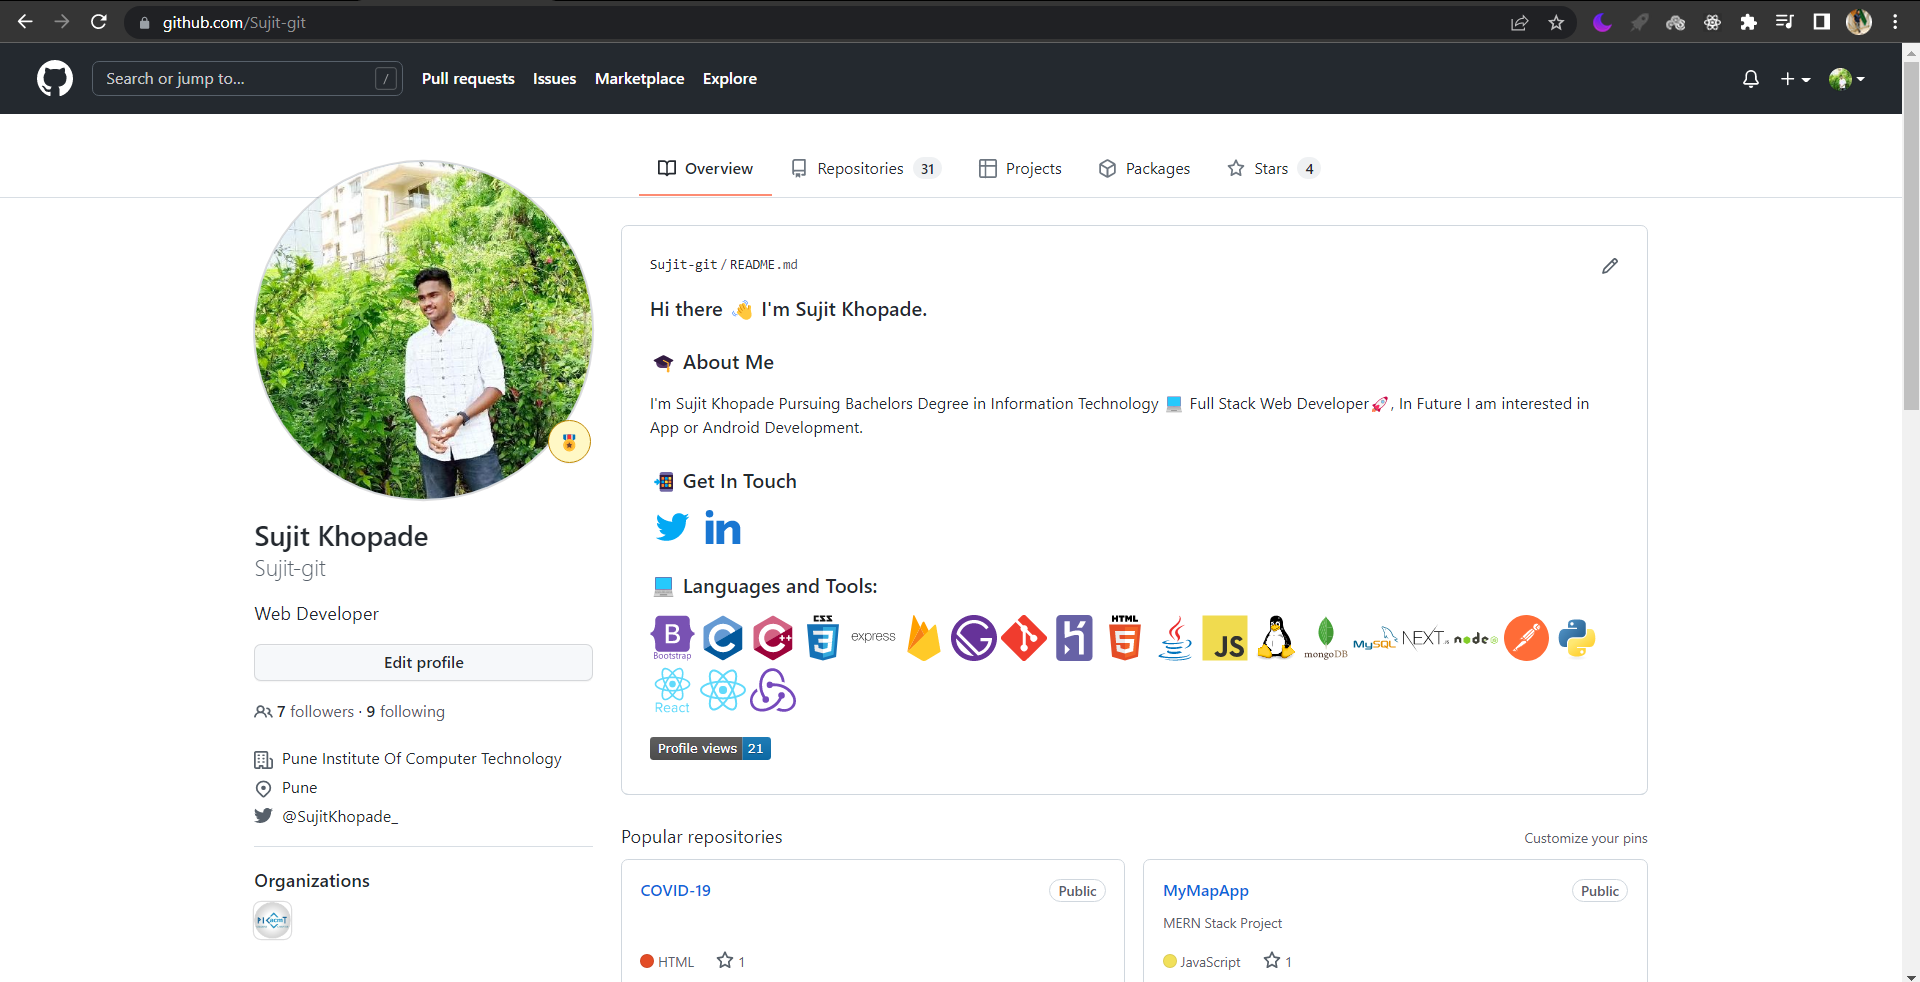 github.com/Sujit-git
Search or jump to...
/
Pull requests
Issues
Marketplace
Explore
Overview
Repositories 31
Projects
Packages
Stars 4
Sujit Khopade
Sujit-git
Web Developer
Edit profile
7 followers · 9 following
Pune Institute Of Computer Technology
Pune
@SujitKhopade_
Organizations
Sujit-git/README.md
Hi there 👋 I'm Sujit Khopade.
🎓 About Me
I'm Sujit Khopade Pursuing Bachelors Degree in Information Technology 💻 Full Stack Web Developer🚀, In Future I am interested in
App or Android Development.
📲 Get In Touch
in
💻 Languages and Tools:
B
Bootstrap
C
C++
CSS
3
express
G
HTML
5
JS
mongoDB
MySQL
NEXT.JS
node
React
Profile views 21
Popular repositories
Customize your pins
COVID-19
Public
HTML
1
MyMapApp
Public
MERN Stack Project
JavaScript
1